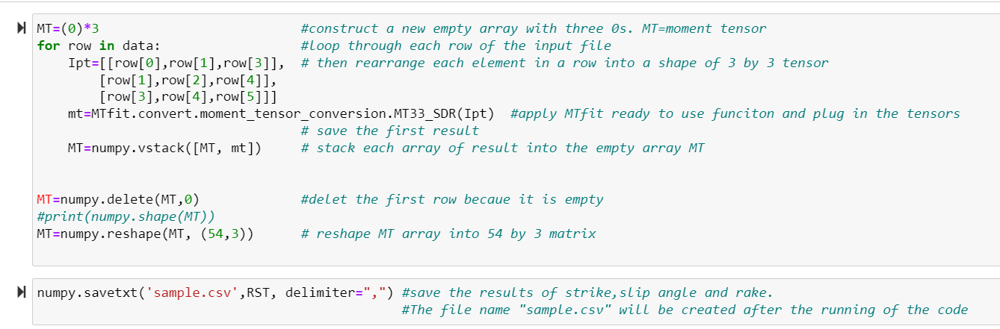 MT=(0)*3 #construct a new empty array with three 0s. MT=moment tensor
for row in data: #loop through each row of the input file
Ipt=[[row[0],row[1],row[3]], # then rearrange each element in a row into a shape of 3 by 3 tensor
[row[1],row[2],row[4]],
[row[3],row[4],row[5]]]
mt=MTfit.convert.moment_tensor_conversion.MT33_SDR(Ipt) #apply MTfit ready to use funciton and plug in the tensors
# save the first result
MT=numpy.vstack([MT, mt]) # stack each array of result into the empty array MT
MT=numpy.delete(MT,0) #delet the first row becaue it is empty
#print(numpy.shape(MT))
MT=numpy.reshape(MT, (54,3)) # reshape MT array into 54 by 3 matrix
numpy.savetxt('sample.csv',RST, delimiter=",") #save the results of strike,slip angle and rake.
#The file name "sample.csv" will be created after the running of the code